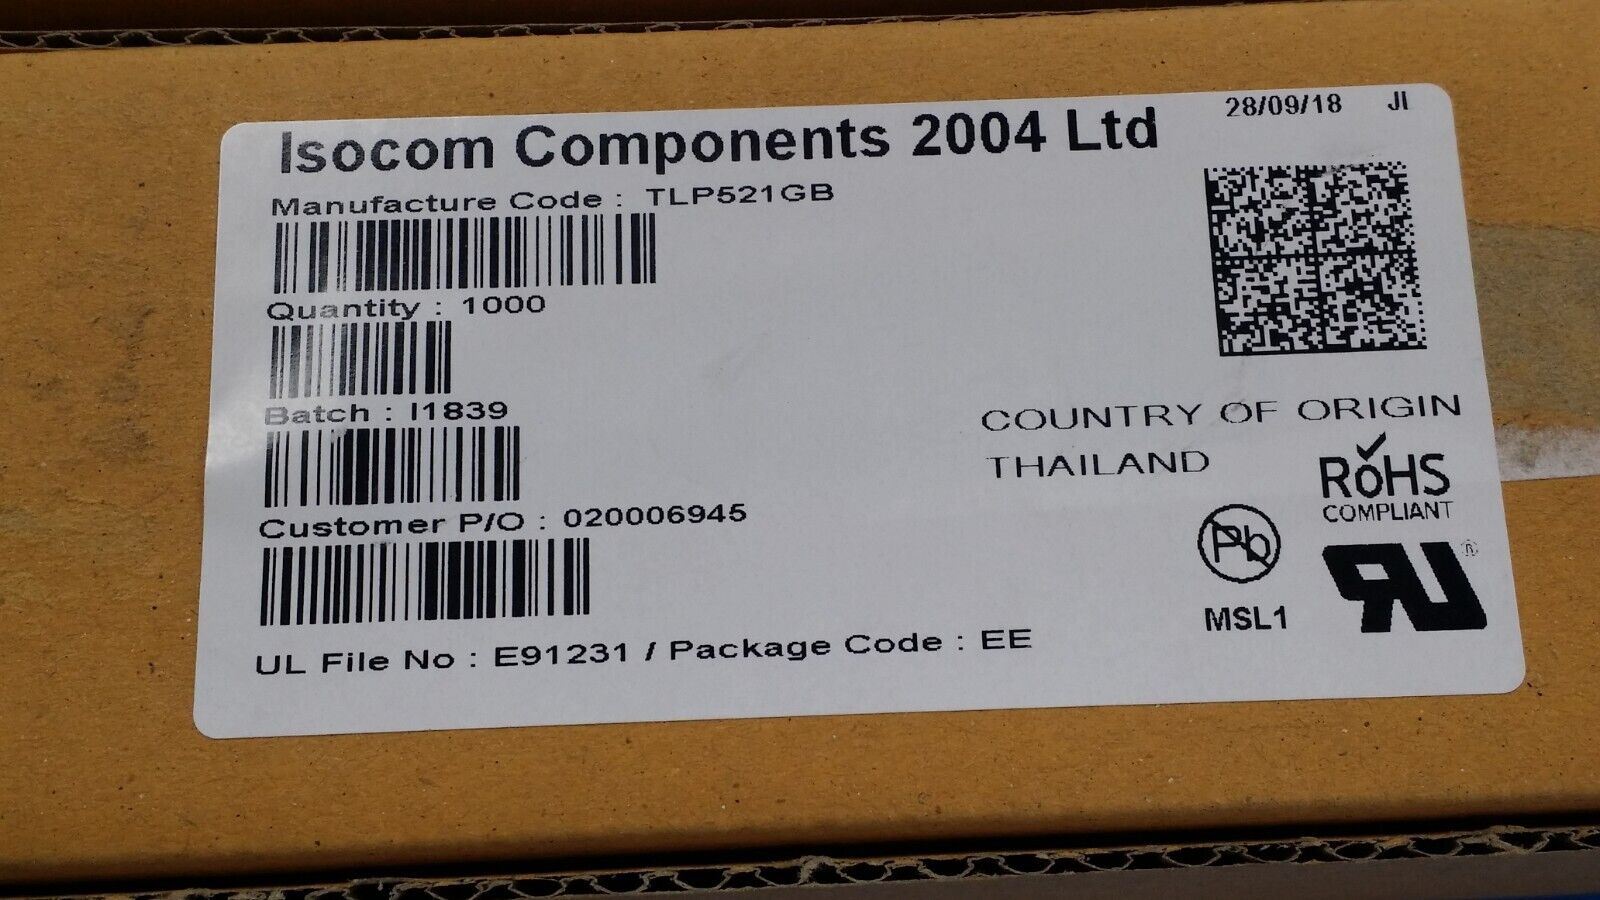 Isocom Components 2004 Ltd
28/09/18 JI
Manufacture Code : TLP521GB
Quantity : 1000
Batch : I1839
Customer P/O : 020006945
UL File No : E91231 / Package Code : EE
COUNTRY OF ORIGIN
THAILAND
RoHS
COMPLIANT
Pb
MSL1
UR ®